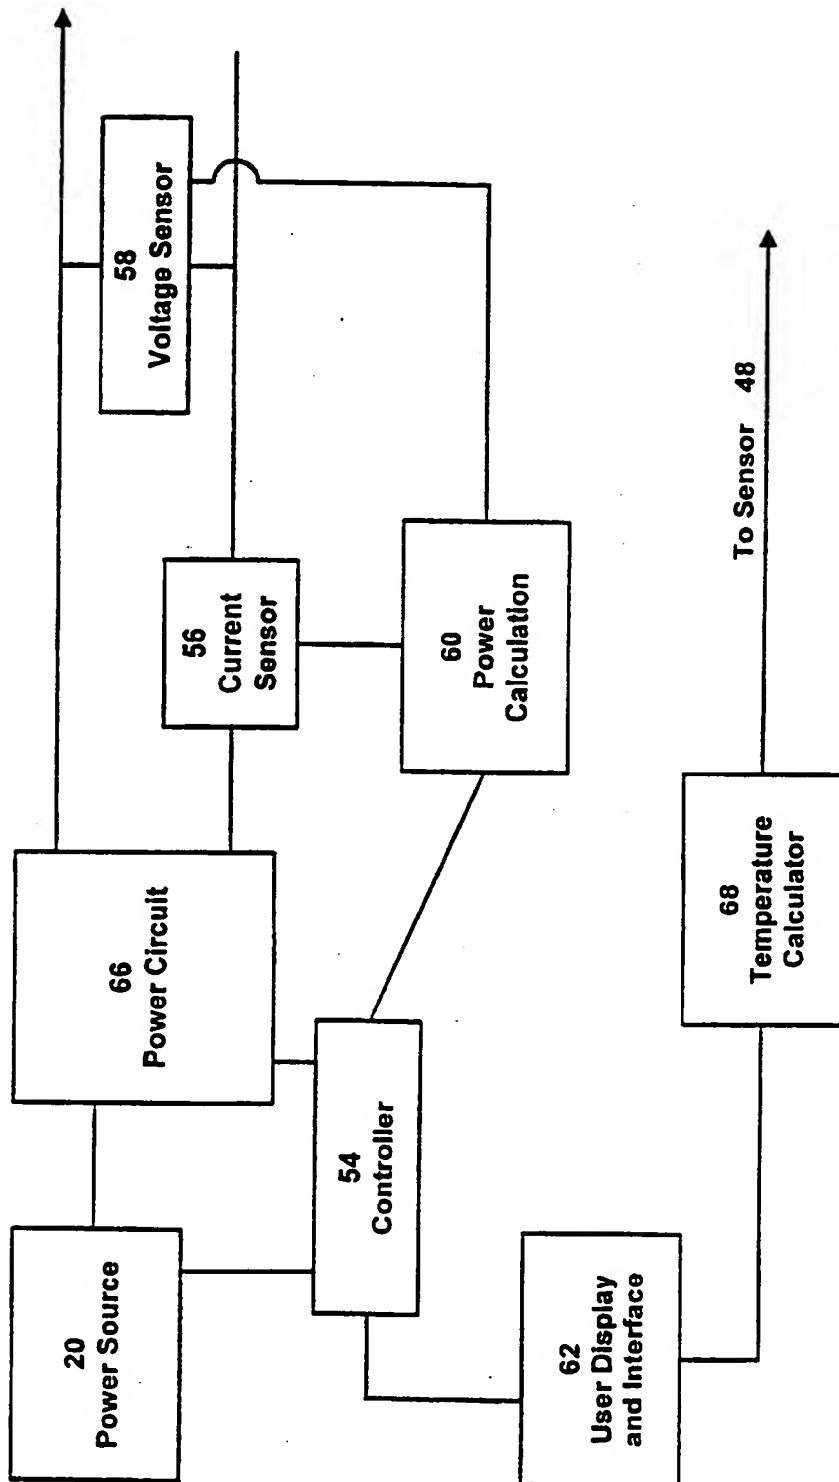 20
Power Source
66
Power Circuit
58
Voltage Sensor
56
Current
Sensor
54
Controller
60
Power
Calculation
62
User Display
and Interface
68
Temperature
Calculator
To Sensor 48